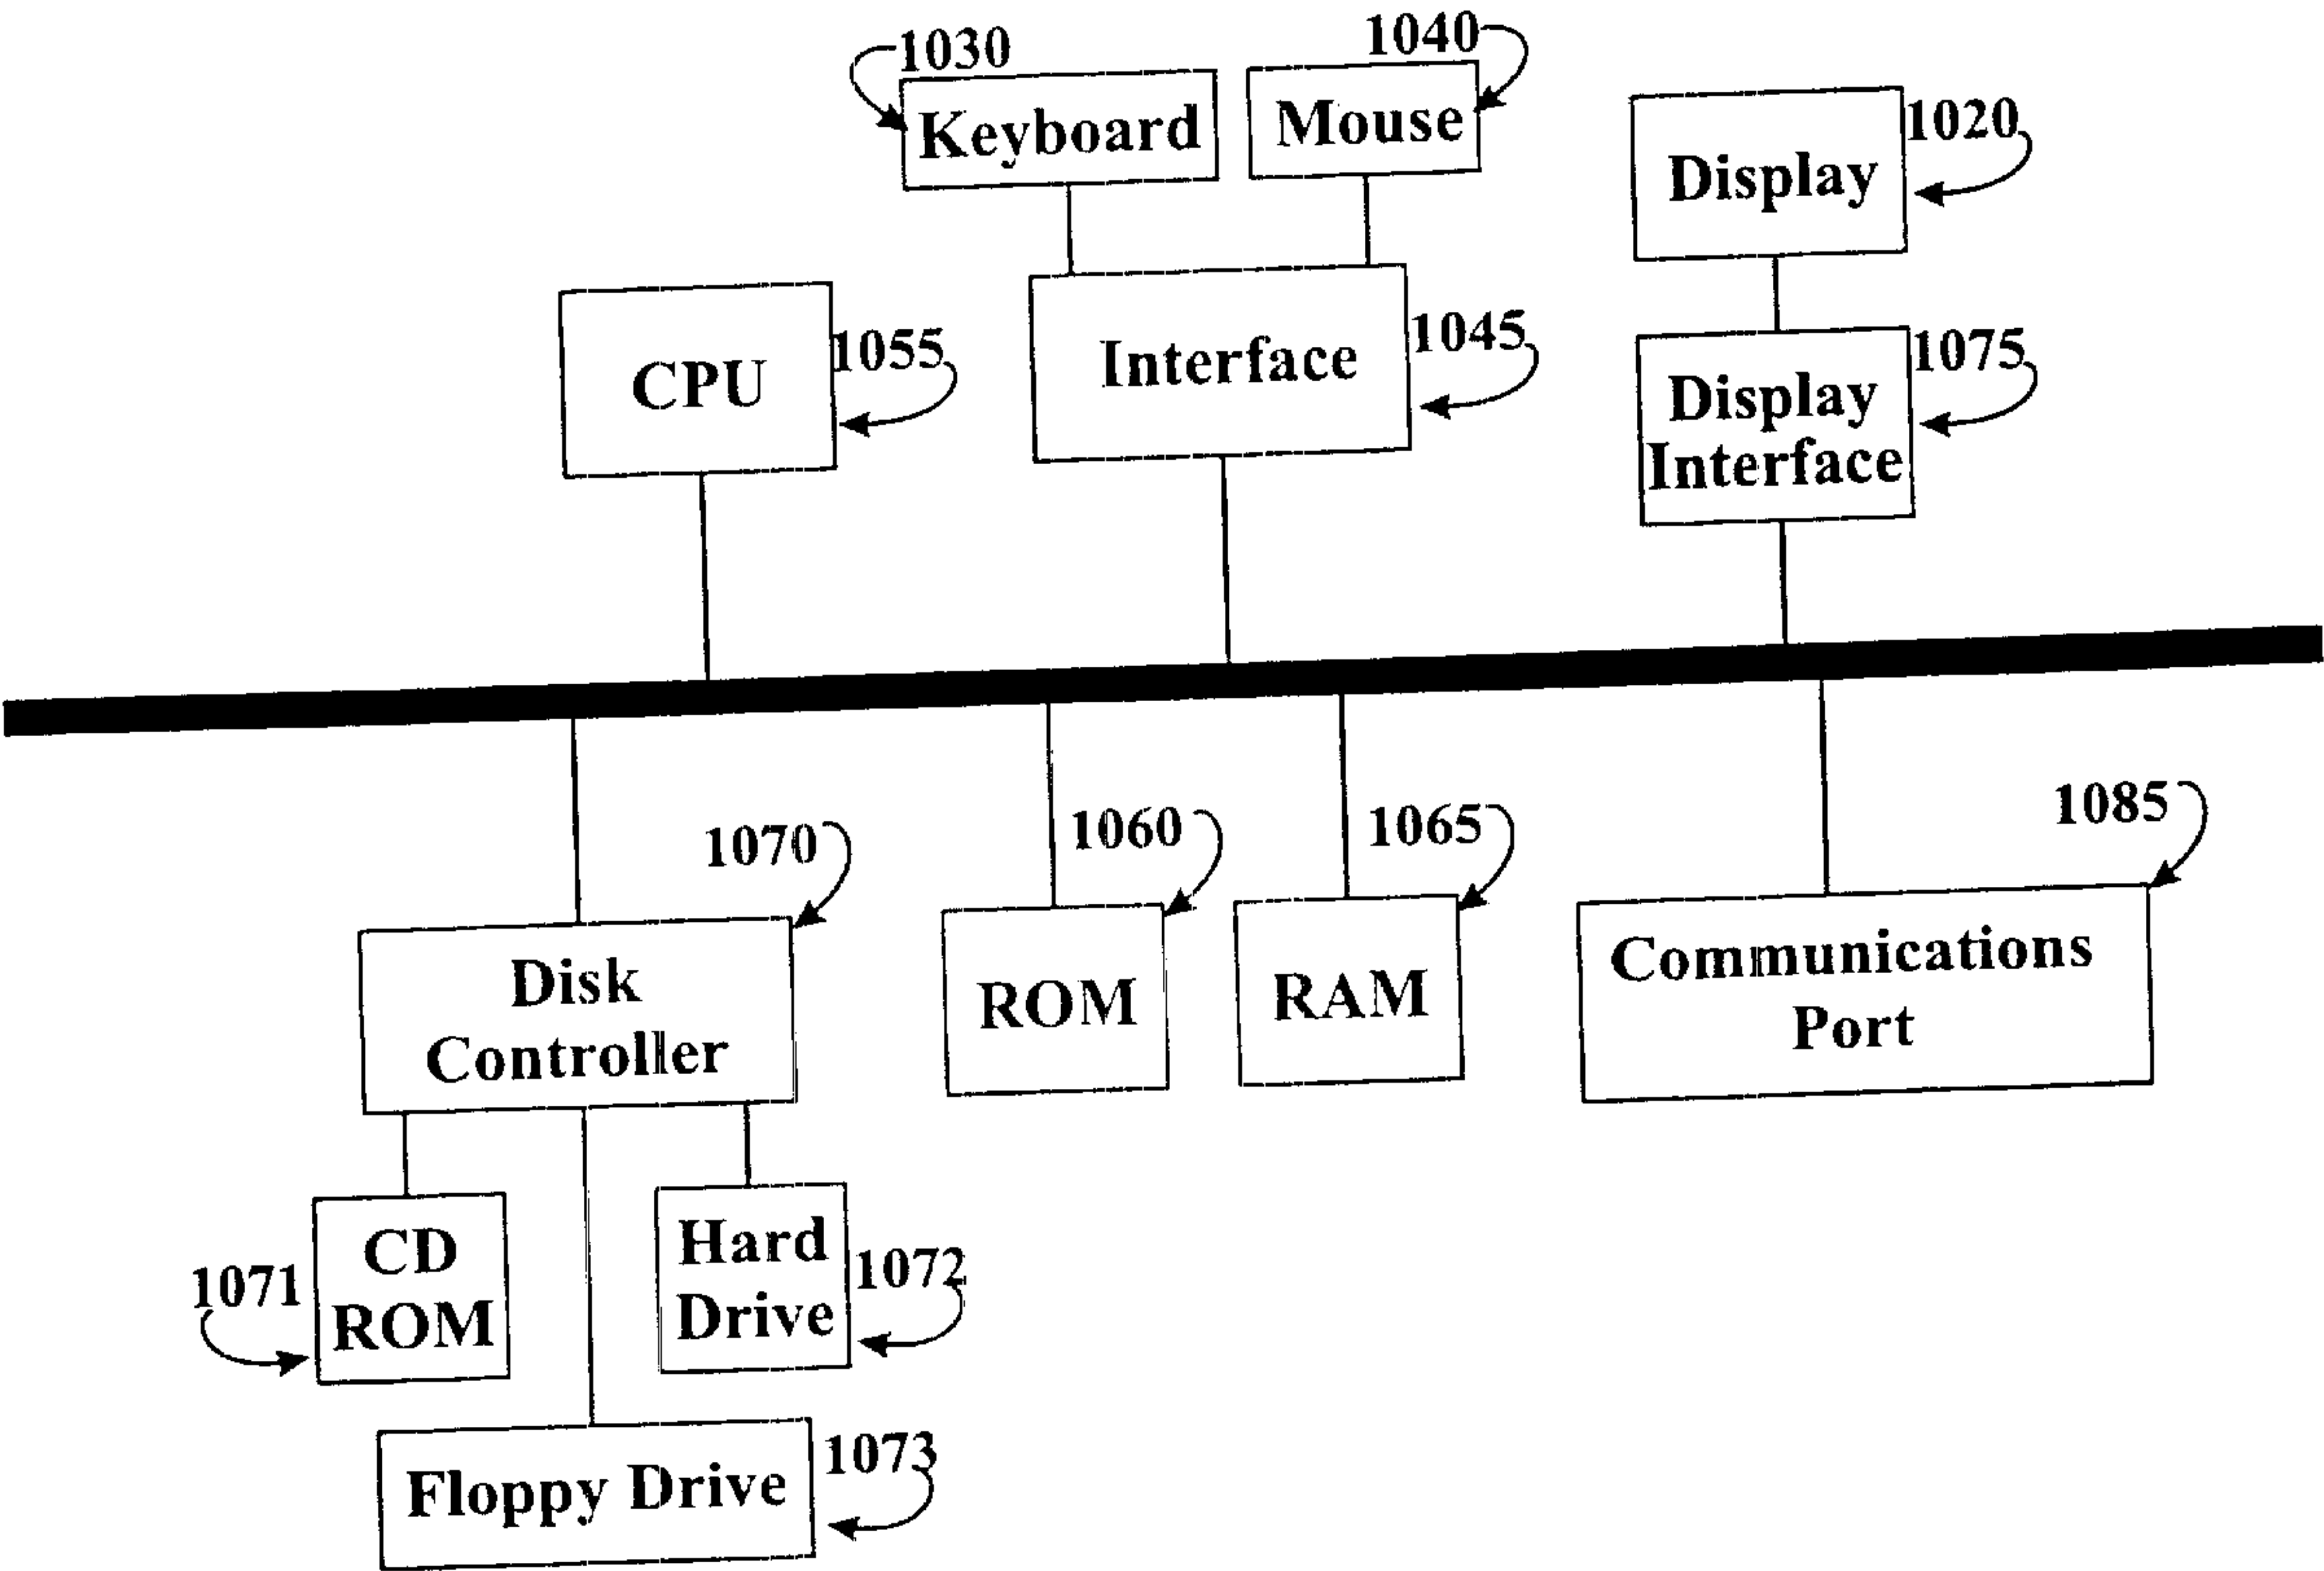 1030
1040
Keyboard
Mouse
1020
Display
CPU
1055
Interface
1045
Display
Interface
1075
1070
1060
1065
1085
Disk
Controller
ROM
RAM
Communications
Port
1071
CD
ROM
Hard
Drive
1072
Floppy Drive
1073